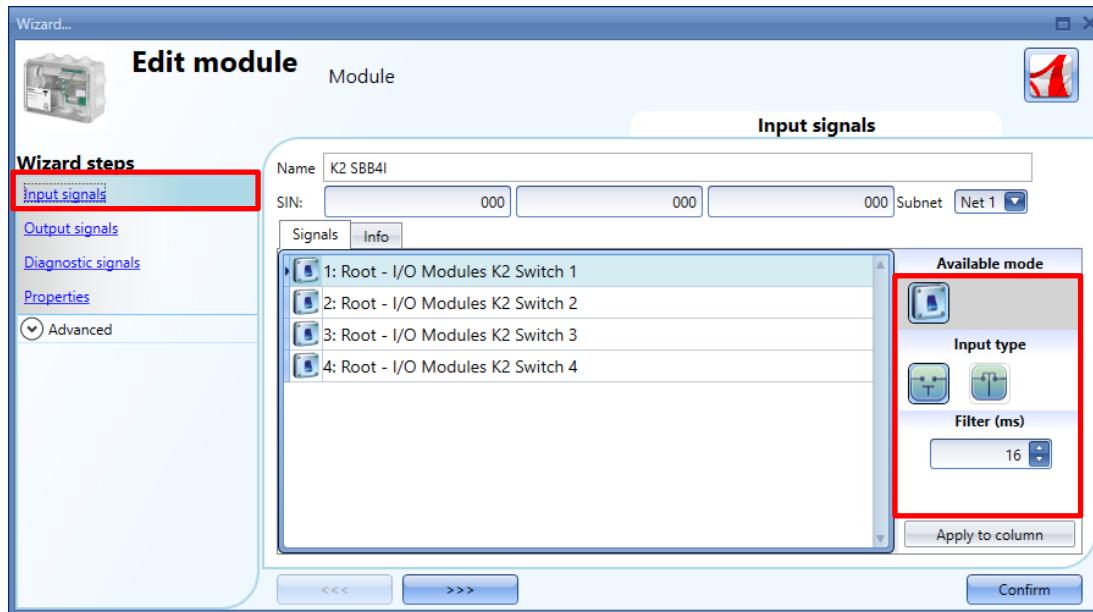 Wizard...
Edit module
Module
Input signals
Wizard steps
Input signals
Output signals
Diagnostic signals
Properties
Advanced
Name K2 SBB4I
SIN: 000 000 000 Subnet Net 1
Signals Info
1: Root - I/O Modules K2 Switch 1
2: Root - I/O Modules K2 Switch 2
3: Root - I/O Modules K2 Switch 3
4: Root - I/O Modules K2 Switch 4
Available mode
Input type
Filter (ms)
16
Apply to column
<<< >>> Confirm